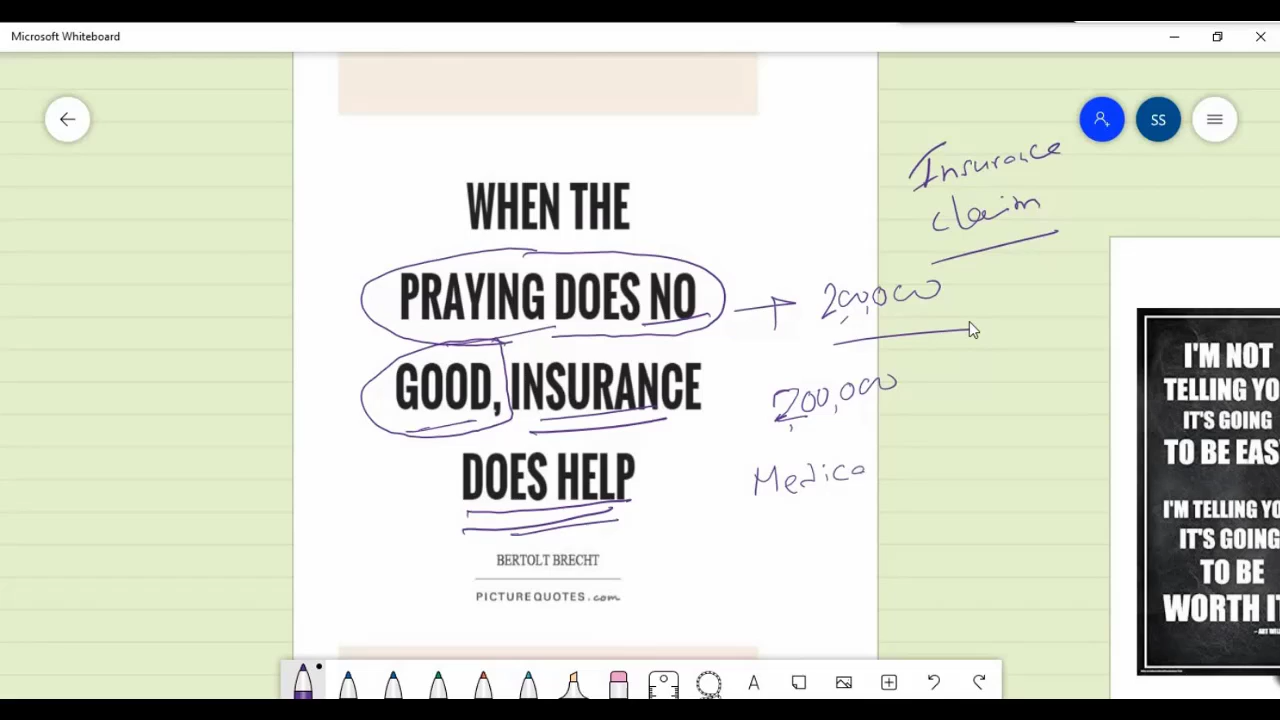 Microsoft Whiteboard
SS
WHEN THE
PRAYING DOES NO
GOOD, INSURANCE
DOES HELP
BERTOLT BRECHT
PICTUREQUOTES.com
Insurance
claim
200,000
200,000
Medica
I'M NOT
TELLING YO
IT'S GOING
TO BE EAS
I'M TELLING YO
IT'S GOING
TO BE
WORTH IT
A